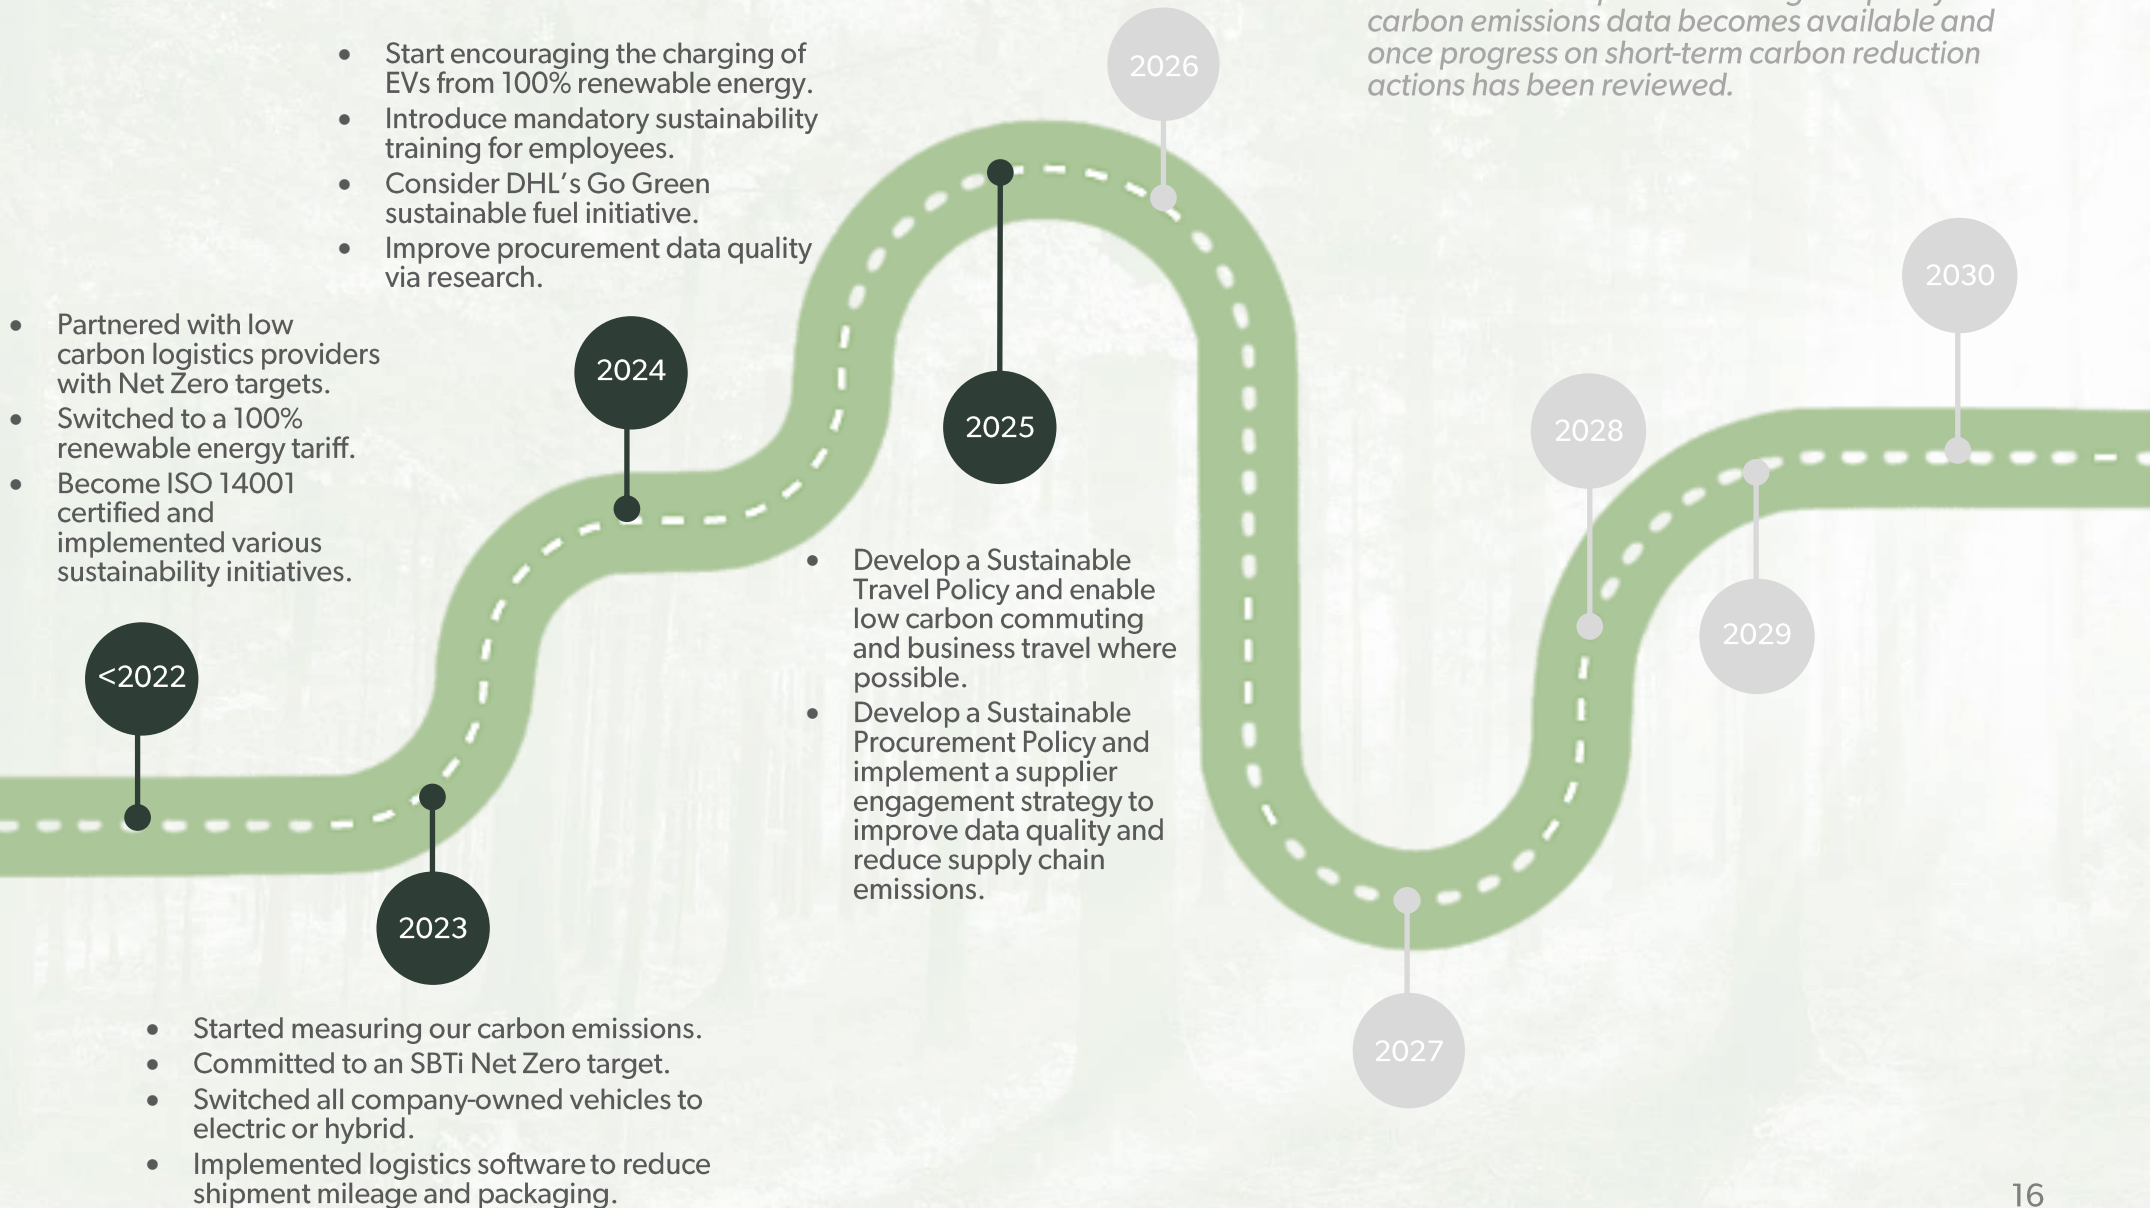 carbon emissions data becomes available and
once progress on short-term carbon reduction
actions has been reviewed.
• Start encouraging the charging of
EVs from 100% renewable energy.
• Introduce mandatory sustainability
training for employees.
• Consider DHL's Go Green
sustainable fuel initiative.
• Improve procurement data quality
via research.
2026
2030
• Partnered with low
carbon logistics providers
with Net Zero targets.
• Switched to a 100%
renewable energy tariff.
• Become ISO 14001
certified and
implemented various
sustainability initiatives.
2024
2025
2028
• Develop a Sustainable
Travel Policy and enable
low carbon commuting
and business travel where
possible.
• Develop a Sustainable
Procurement Policy and
implement a supplier
engagement strategy to
improve data quality and
reduce supply chain
emissions.
2029
<2022
2023
2027
• Started measuring our carbon emissions.
• Committed to an SBTi Net Zero target.
• Switched all company-owned vehicles to
electric or hybrid.
• Implemented logistics software to reduce
shipment mileage and packaging.
16